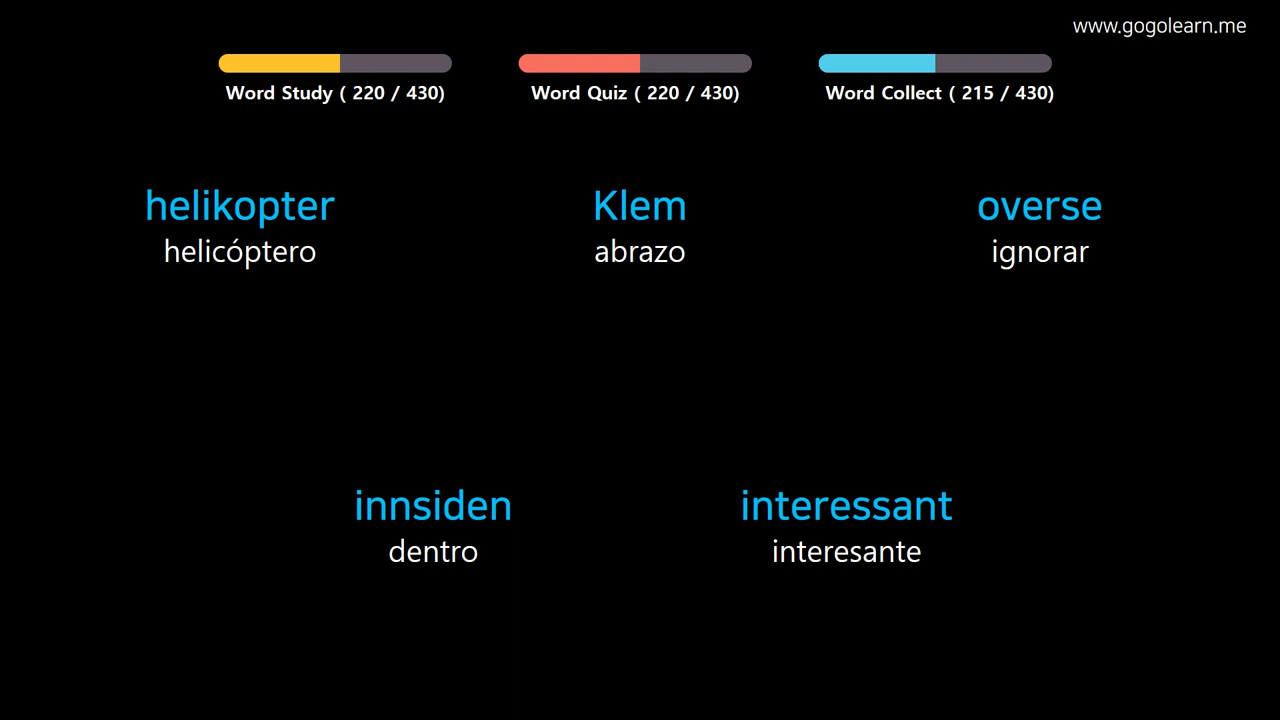 www.gogolearn.me
Word Study ( 220 / 430)
Word Quiz ( 220 / 430)
Word Collect ( 215 / 430)
helikopter
helicóptero
Klem
abrazo
overse
ignorar
innsiden
dentro
interessant
interesante